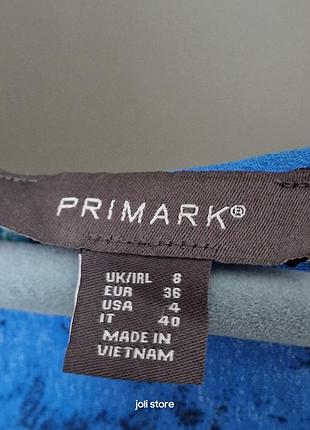 PRIMARK®
UK/IRL 8
EUR 36
USA 4
IT 40
MADE IN
VIETNAM
joli store